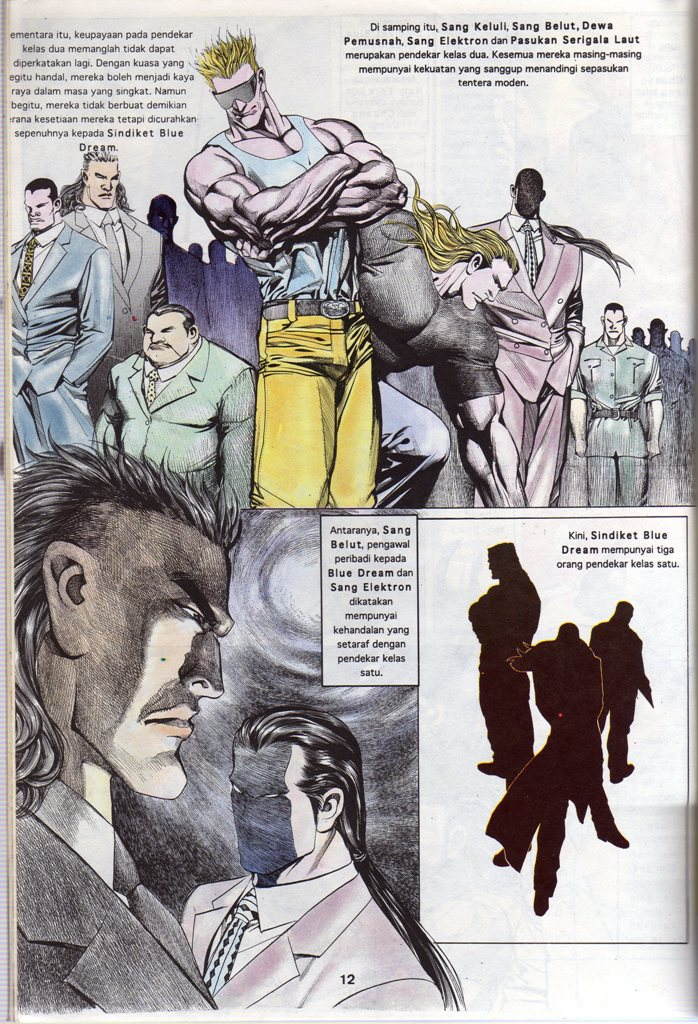 ementara itu, keupayaan pada pendekar
kelas dua memanglah tidak dapat
diperkatakan lagi. Dengan kuasa yang
egitu handal, mereka boleh menjadi kaya
raya dalam masa yang singkat. Namun
begitu, mereka tidak berbuat demikian
rana kesetiaan mereka tetapi dicurahkan
sepenuhnya kepada Sindiket Blue
Dream.
Di samping itu, Sang Keluli, Sang Belut, Dewa
Pemusnah, Sang Elektron dan Pasukan Serigala Laut
merupakan pendekar kelas dua. Kesemua mereka masing-masing
mempunyai kekuatan yang sanggup menandingi sepasukan
tentera moden.
Antaranya, Sang
Belut, pengawal
peribadi kepada
Blue Dream dan
Sang Elektron
dikatakan
mempunyai
kehandalan yang
setaraf dengan
pendekar kelas
satu.
Kini, Sindiket Blue
Dream mempunyai tiga
orang pendekar kelas satu.
12